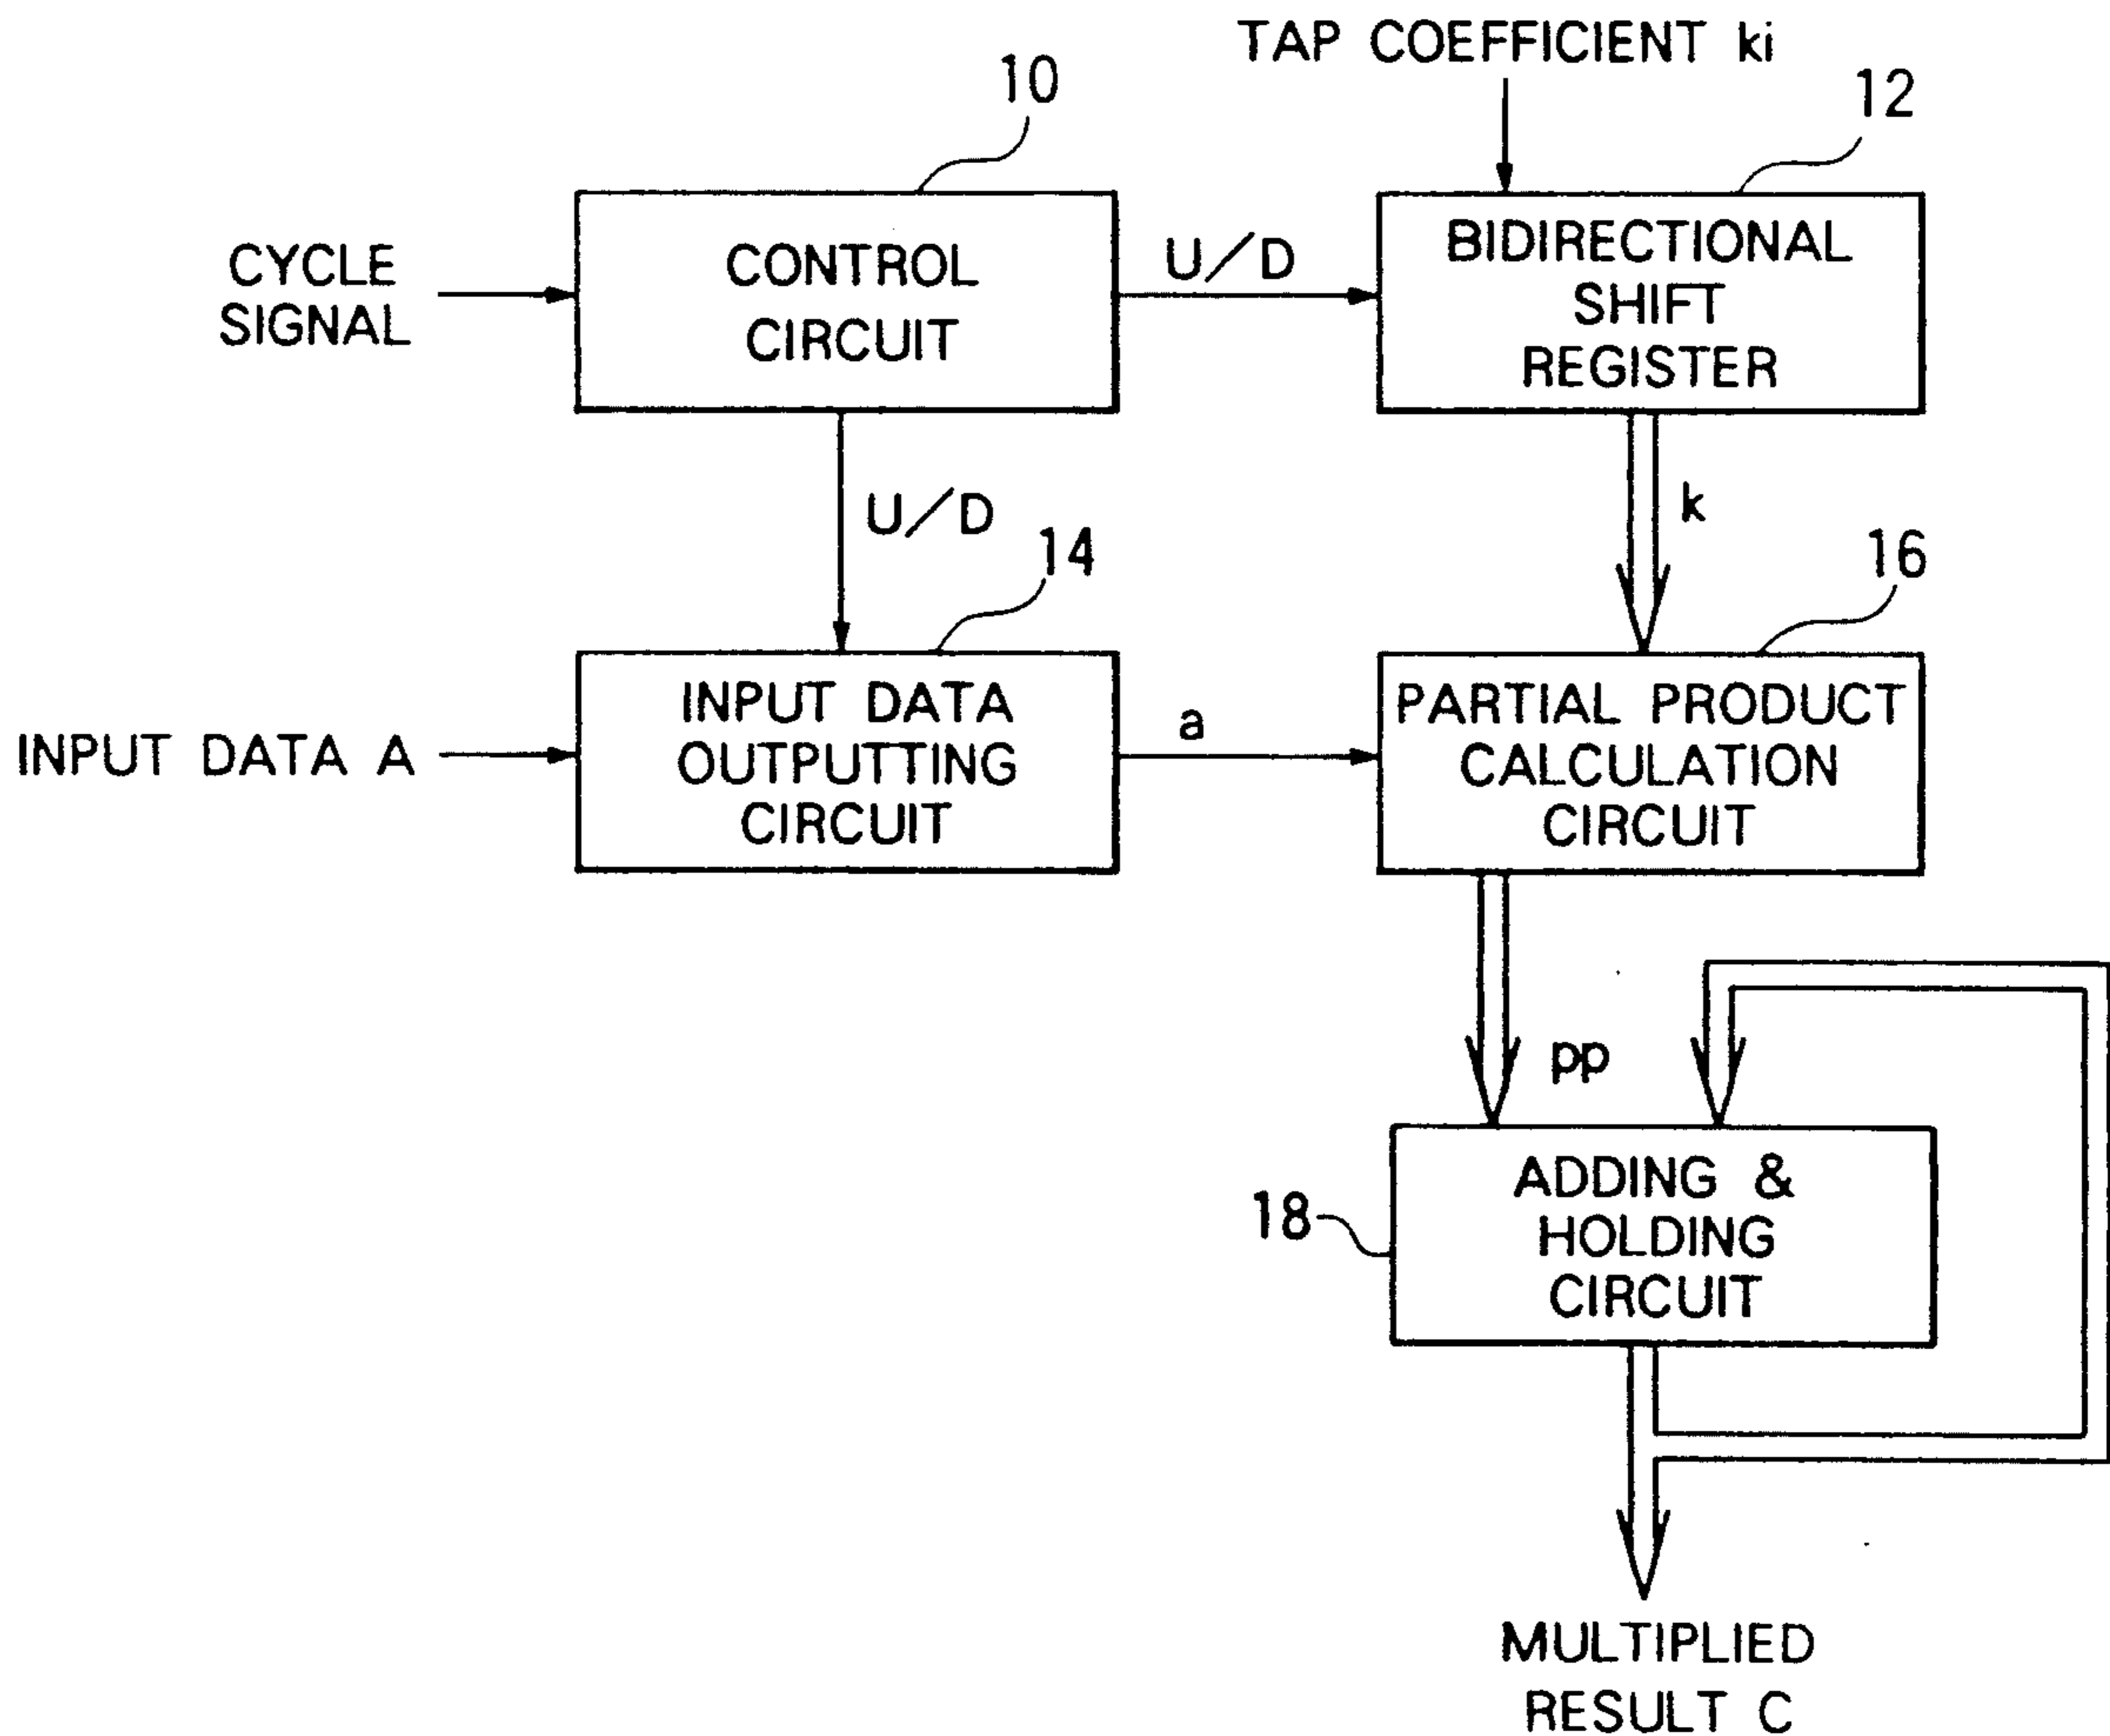 TAP COEFFICIENT ki
10
12
CYCLE
SIGNAL
CONTROL
CIRCUIT
U/D
BIDIRECTIONAL
SHIFT
REGISTER
U/D
k
14
16
INPUT DATA A
INPUT DATA
OUTPUTTING
CIRCUIT
a
PARTIAL PRODUCT
CALCULATION
CIRCUIT
pp
18
ADDING &
HOLDING
CIRCUIT
MULTIPLIED
RESULT C